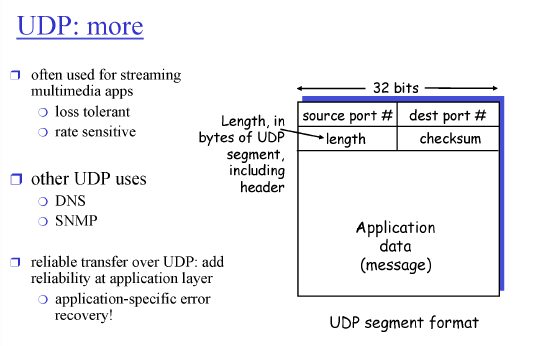 UDP: more
often used for streaming
multimedia apps
loss tolerant
rate sensitive
other UDP uses
DNS
SNMP
reliable transfer over UDP: add
reliability at application layer
application-specific error
recovery!
32 bits
source port # dest port #
length checksum
Length, in
bytes of UDP
segment,
including
header
Application
data
(message)
UDP segment format